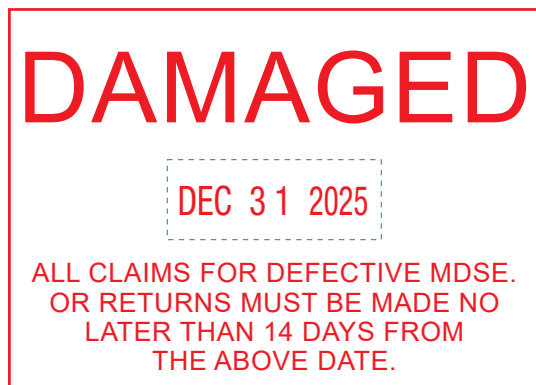 DAMAGED
DEC 31 2025
ALL CLAIMS FOR DEFECTIVE MDSE.
OR RETURNS MUST BE MADE NO
LATER THAN 14 DAYS FROM
THE ABOVE DATE.